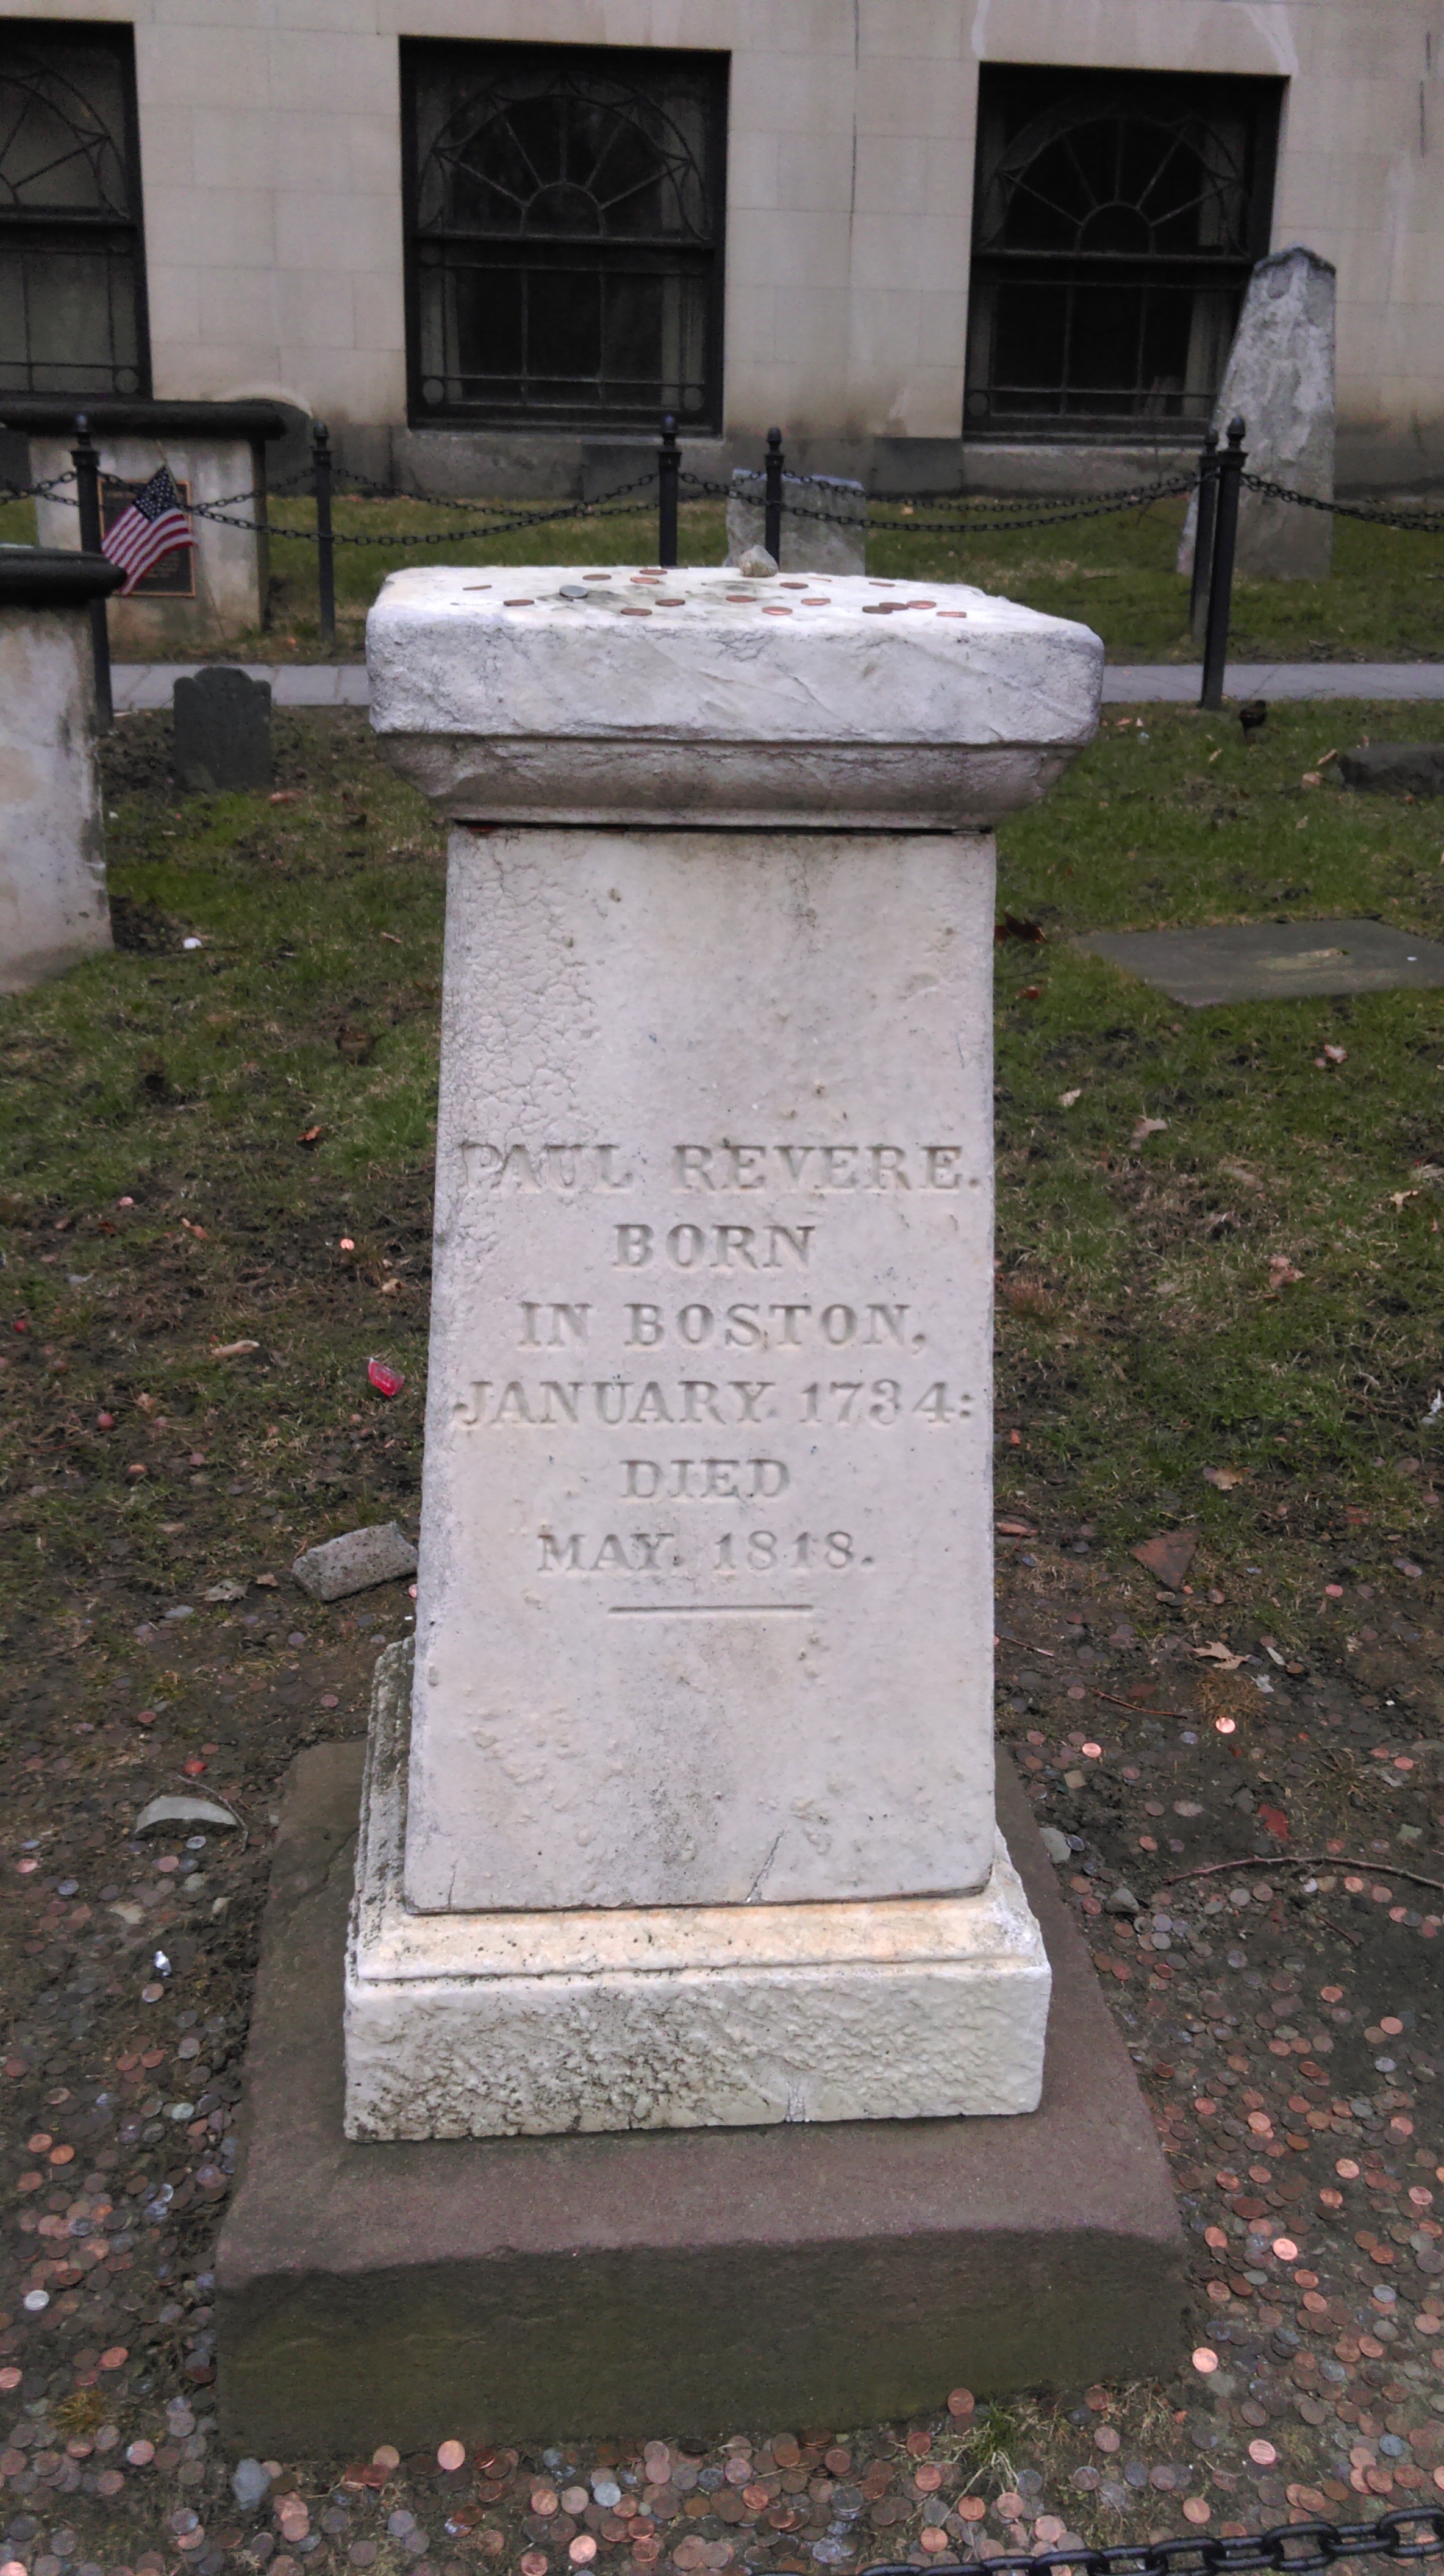 PAUL REVERE.
BORN
IN BOSTON,
JANUARY. 1734:
DIED
MAY. 1818.